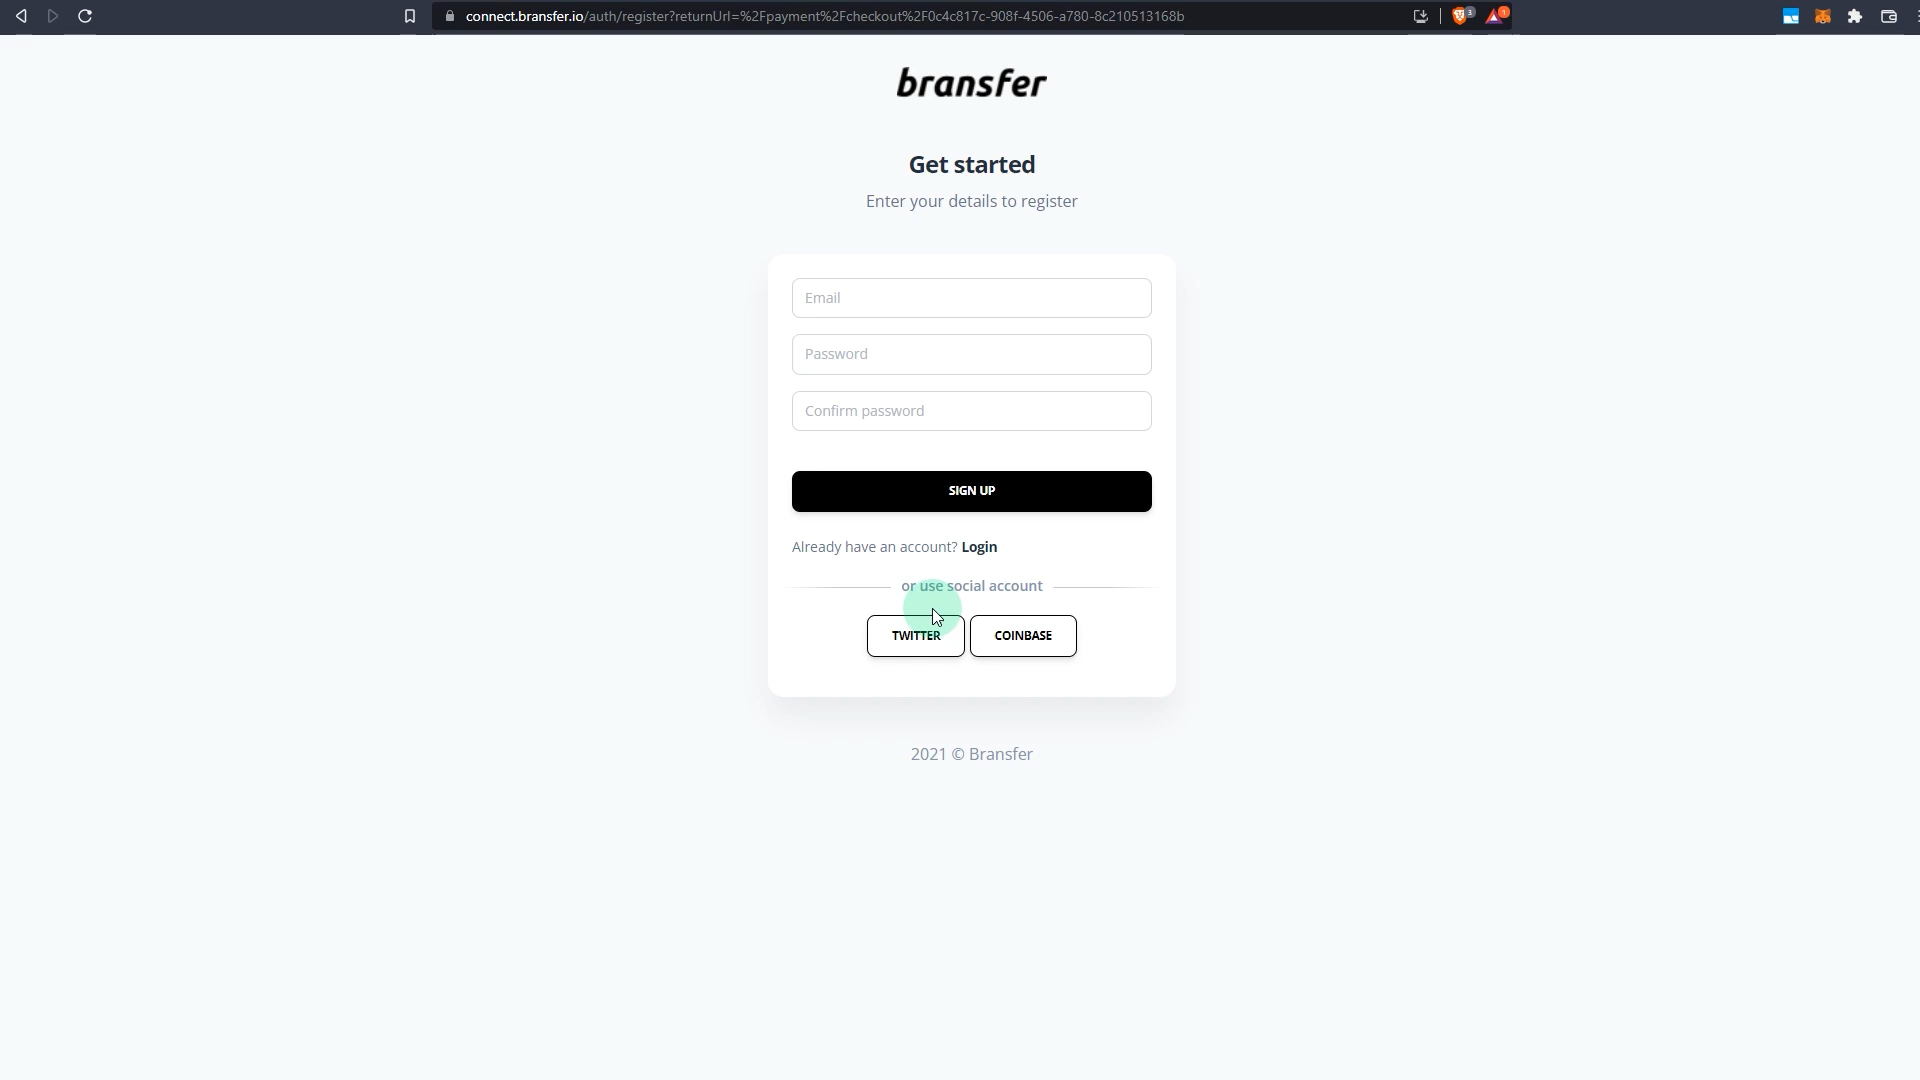 connect.bransfer.io/auth/register?returnUrl=%2Fpayment%2Fcheckout%2F0c4c817c-908f-4506-a780-8c210513168b
3
1
bransfer
Get started
Enter your details to register
Email
Password
Confirm password
SIGN UP
Already have an account? Login
or use social account
TWITTER
COINBASE
2021 © Bransfer